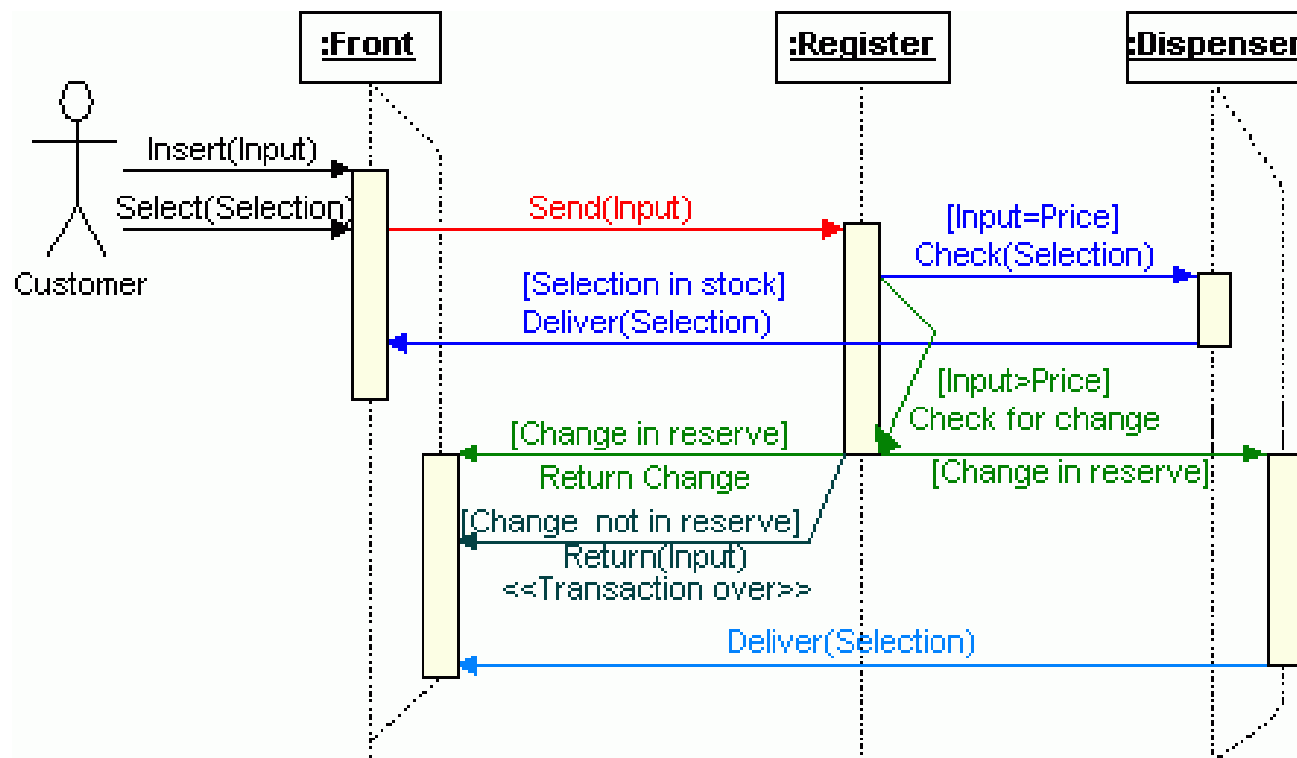 :Front
:Register
:Dispenser
Insert(Input)
Select(Selection)
Customer
Send(Input)
[Input=Price]
Check(Selection)
[Selection in stock]
Deliver(Selection)
[Input>Price]
Check for change
[Change in reserve]
Return Change
[Change in reserve]
[Change not in reserve]
Return(Input)
<<Transaction over>>
Deliver(Selection)